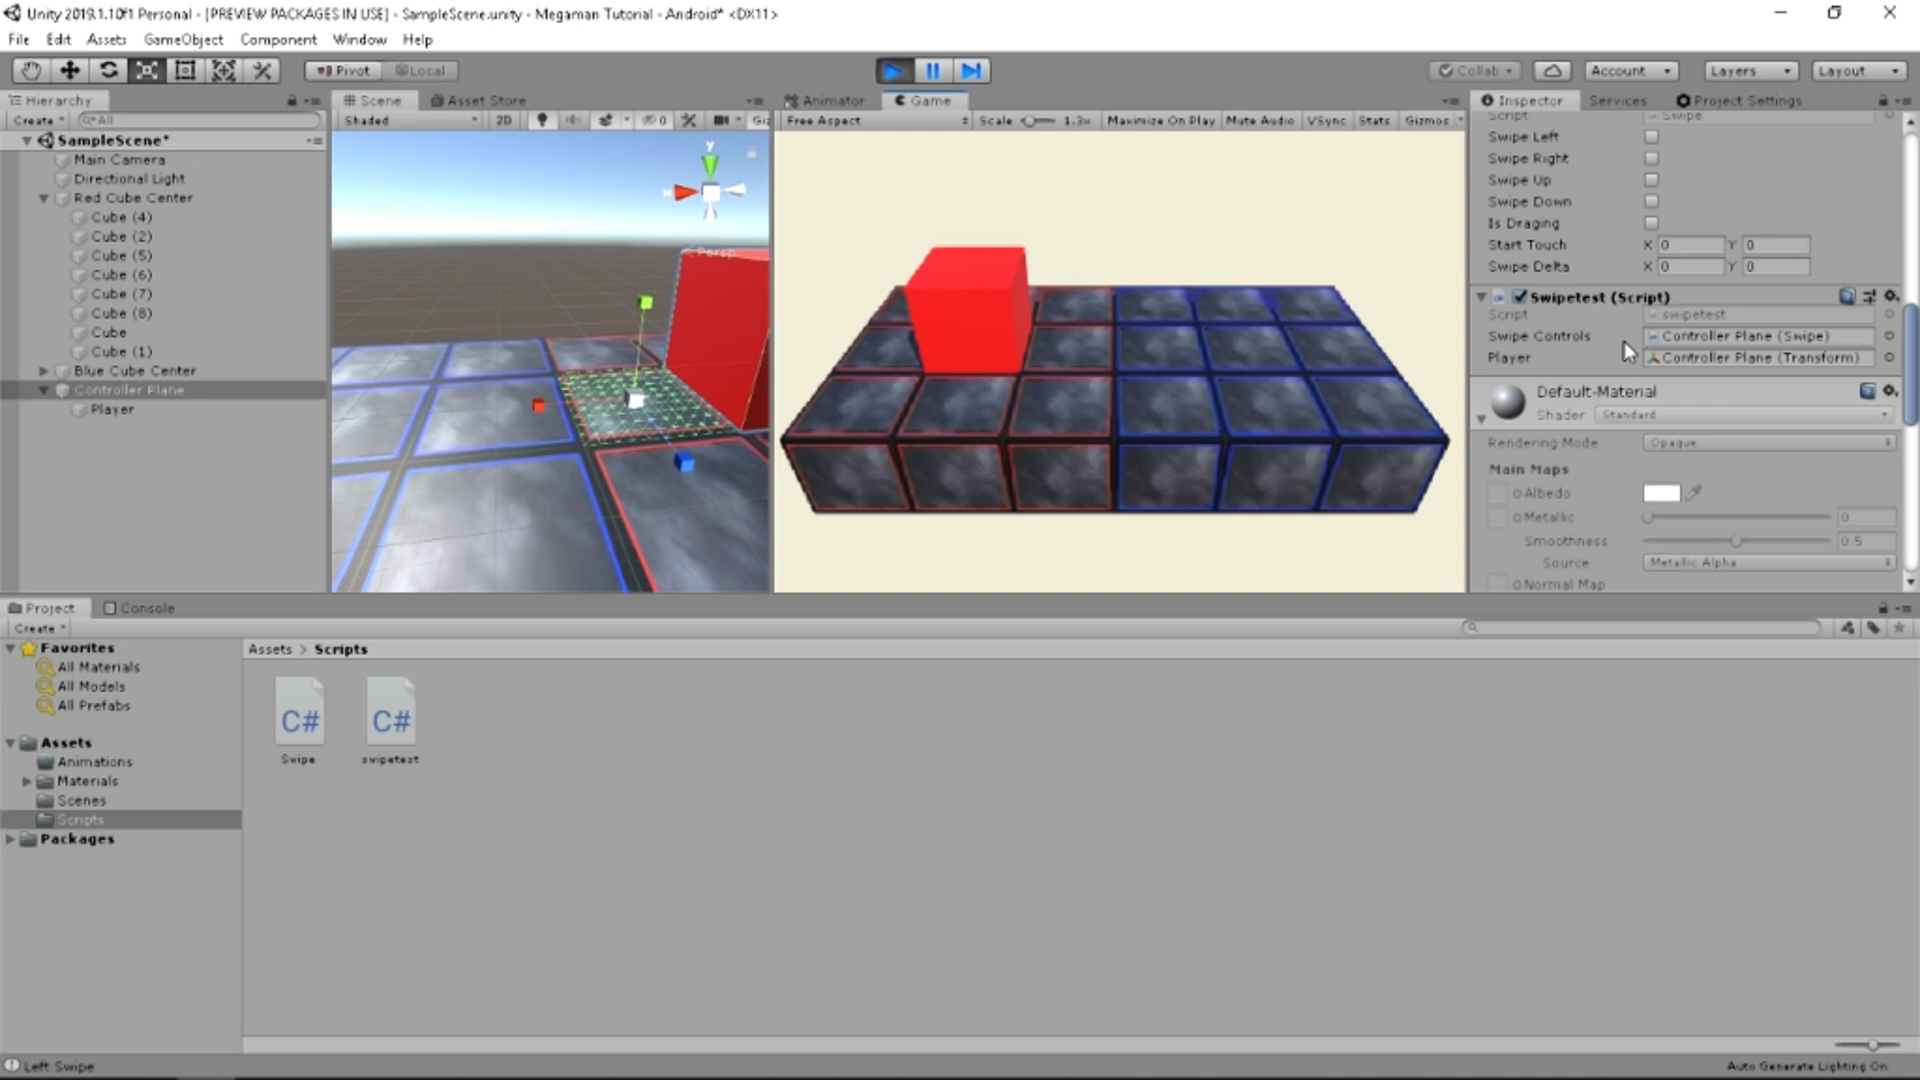 Unity 2019.1.10f1 Personal - [PREVIEW PACKAGES IN USE] - SampleScene.unity - Megaman Tutorial - Android* <DX11>
File Edit Assets GameObject Component Window Help
Pivot Local Collab Account Layers Layout
Hierarchy
Create All
SampleScene*
Main Camera
Directional Light
Red Cube Center
Cube (4)
Cube (2)
Cube (5)
Cube (6)
Cube (7)
Cube (8)
Cube
Cube (1)
Blue Cube Center
Controller Plane
Player
Scene Asset Store
Shaded 2D Giz
y
Persp
Animator Game
Free Aspect Scale 1.3x Maximize On Play Mute Audio VSync Stats Gizmos
Inspector Services Project Settings
Script Swipe
Swipe Left
Swipe Right
Swipe Up
Swipe Down
Is Draging
Start Touch X 0 Y 0
Swipe Delta X 0 Y 0
Swipetest (Script)
Script swipetest
Swipe Controls Controller Plane (Swipe)
Player Controller Plane (Transform)
Default-Material
Shader Standard
Rendering Mode Opaque
Main Maps
Albedo
Metallic 0
Smoothness 0.5
Source Metallic Alpha
Normal Map
Project Console
Create
Favorites
All Materials
All Models
All Prefabs
Assets
Animations
Materials
Scenes
Scripts
Packages
Assets > Scripts
C# C#
Swipe swipetest
Left Swipe
Auto Generate Lighting On